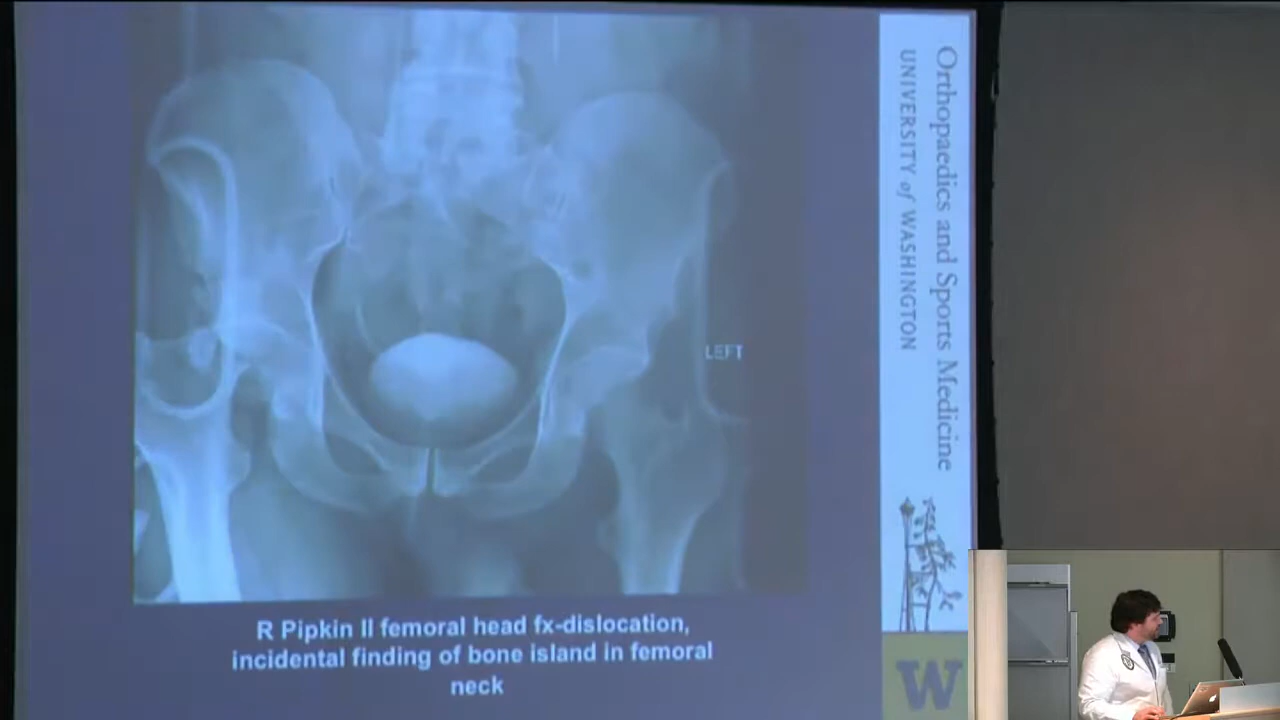 LEFT
R Pipkin II femoral head fx-dislocation,
incidental finding of bone island in femoral
neck
Orthopaedics and Sports Medicine
UNIVERSITY of WASHINGTON
W